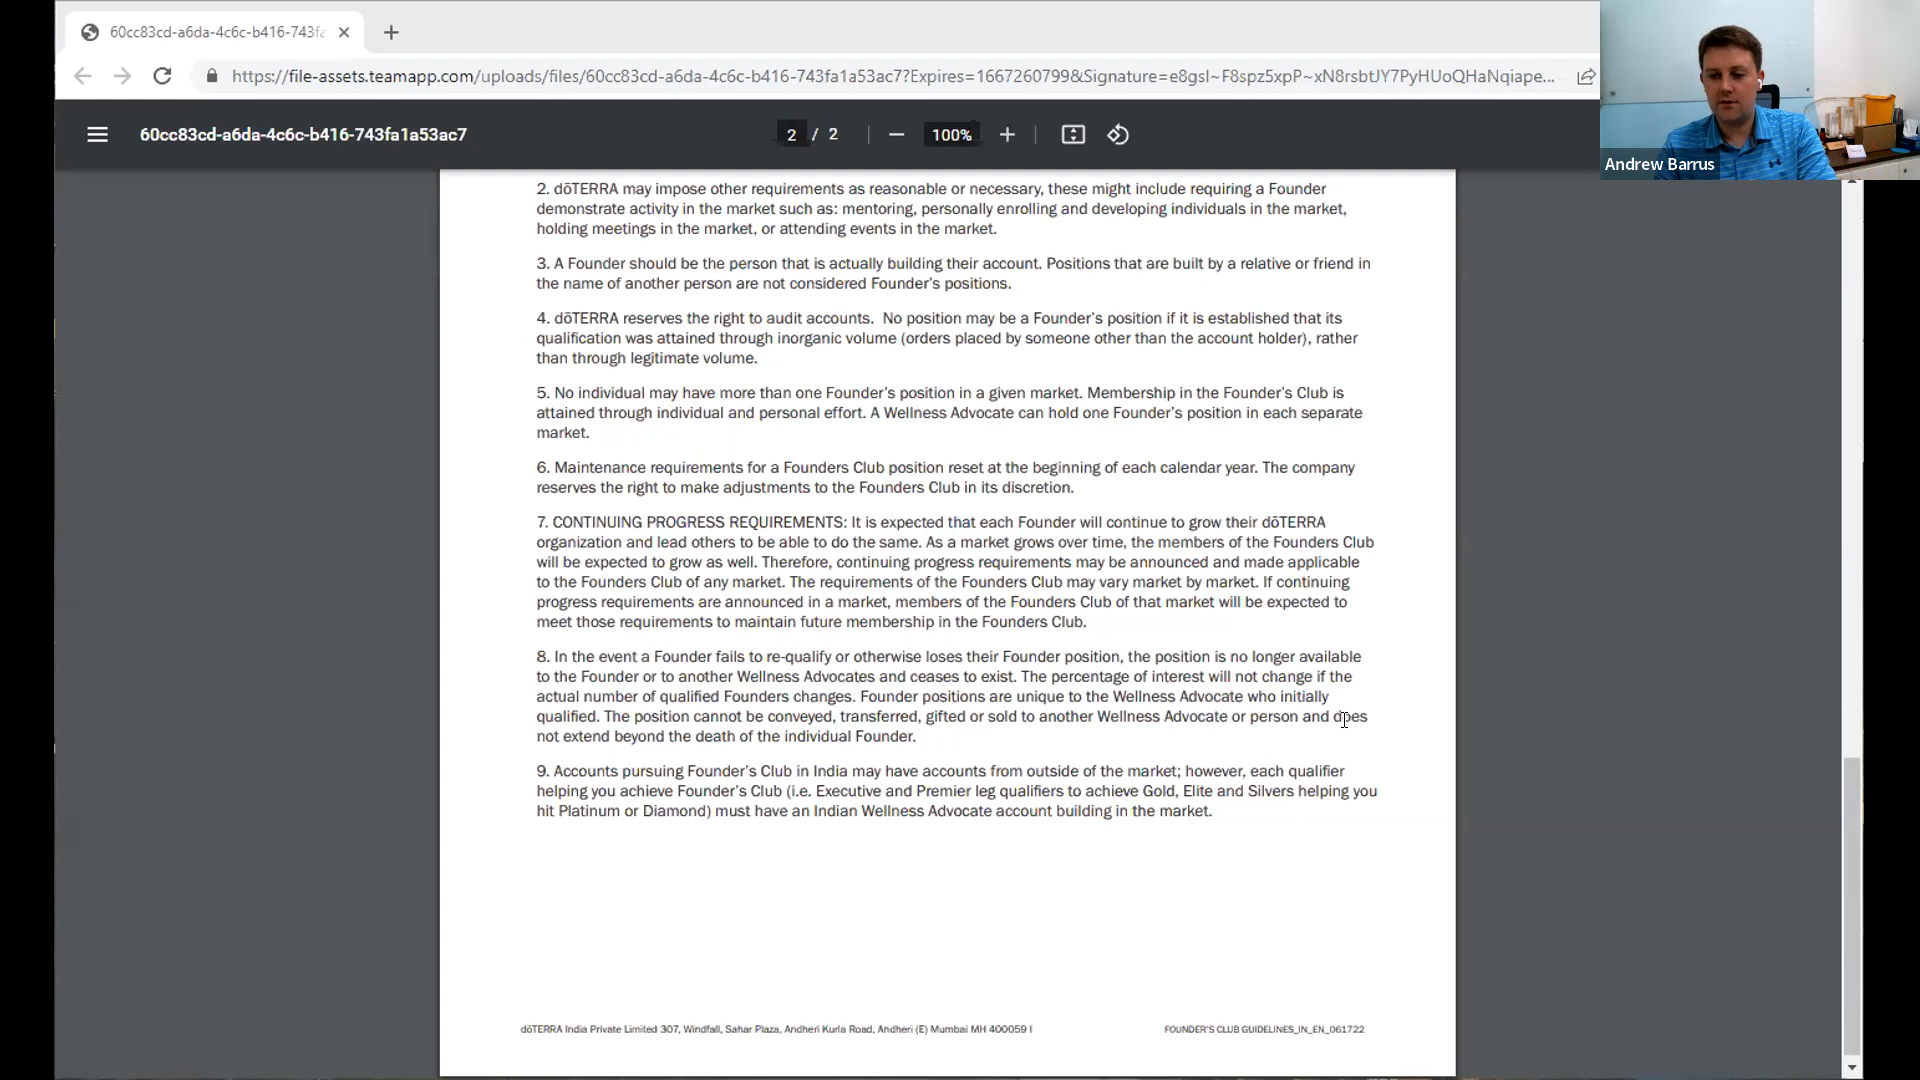 60cc83cd-a6da-4c6c-b416-743fa
https://file-assets.teamapp.com/uploads/files/60cc83cd-a6da-4c6c-b416-743fa1a53ac7?Expires=1667260799&Signature=e8gsl~F8spz5xpP~xN8rsbtJY7PyHUoQHaNqiape...
60cc83cd-a6da-4c6c-b416-743fa1a53ac7
2 / 2
100%
Andrew Barrus
2. dōTERRA may impose other requirements as reasonable or necessary, these might include requiring a Founder
demonstrate activity in the market such as: mentoring, personally enrolling and developing individuals in the market,
holding meetings in the market, or attending events in the market.
3. A Founder should be the person that is actually building their account. Positions that are built by a relative or friend in
the name of another person are not considered Founder's positions.
4. dōTERRA reserves the right to audit accounts.  No position may be a Founder's position if it is established that its
qualification was attained through inorganic volume (orders placed by someone other than the account holder), rather
than through legitimate volume.
5. No individual may have more than one Founder's position in a given market. Membership in the Founder's Club is
attained through individual and personal effort. A Wellness Advocate can hold one Founder's position in each separate
market.
6. Maintenance requirements for a Founders Club position reset at the beginning of each calendar year. The company
reserves the right to make adjustments to the Founders Club in its discretion.
7. CONTINUING PROGRESS REQUIREMENTS: It is expected that each Founder will continue to grow their dōTERRA
organization and lead others to be able to do the same. As a market grows over time, the members of the Founders Club
will be expected to grow as well. Therefore, continuing progress requirements may be announced and made applicable
to the Founders Club of any market. The requirements of the Founders Club may vary market by market. If continuing
progress requirements are announced in a market, members of the Founders Club of that market will be expected to
meet those requirements to maintain future membership in the Founders Club.
8. In the event a Founder fails to re-qualify or otherwise loses their Founder position, the position is no longer available
to the Founder or to another Wellness Advocates and ceases to exist. The percentage of interest will not change if the
actual number of qualified Founders changes. Founder positions are unique to the Wellness Advocate who initially
qualified. The position cannot be conveyed, transferred, gifted or sold to another Wellness Advocate or person and does
not extend beyond the death of the individual Founder.
9. Accounts pursuing Founder's Club in India may have accounts from outside of the market; however, each qualifier
helping you achieve Founder's Club (i.e. Executive and Premier leg qualifiers to achieve Gold, Elite and Silvers helping you
hit Platinum or Diamond) must have an Indian Wellness Advocate account building in the market.
dōTERRA India Private Limited 307, Windfall, Sahar Plaza, Andheri Kurla Road, Andheri (E) Mumbai MH 400059 I
FOUNDER'S CLUB GUIDELINES_IN_EN_061722